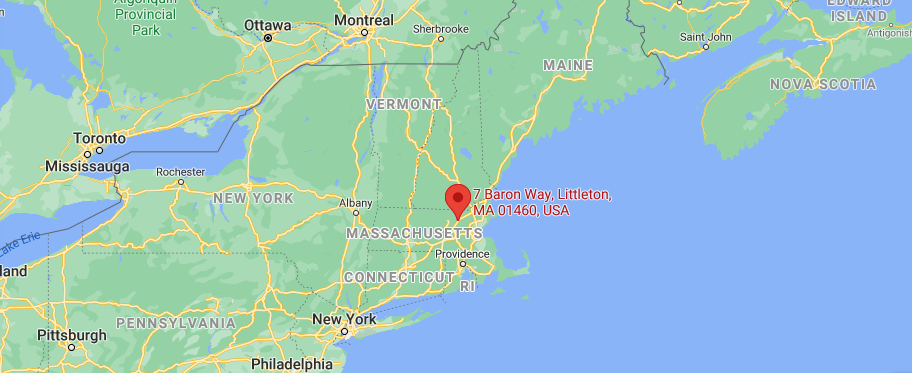 Algonquin
Provincial
Park
Ottawa
Montreal
Sherbrooke
EDWARD
ISLAND
Antigonish
Saint John
MAINE
NOVA SCOTIA
VERMONT
Toronto
Mississauga
Rochester
NEW YORK
Albany
7 Baron Way, Littleton,
MA 01460, USA
MASSACHUSETTS
Lake Erie
Providence
land
CONNECTICUT
RI
PENNSYLVANIA
New York
Pittsburgh
Philadelphia